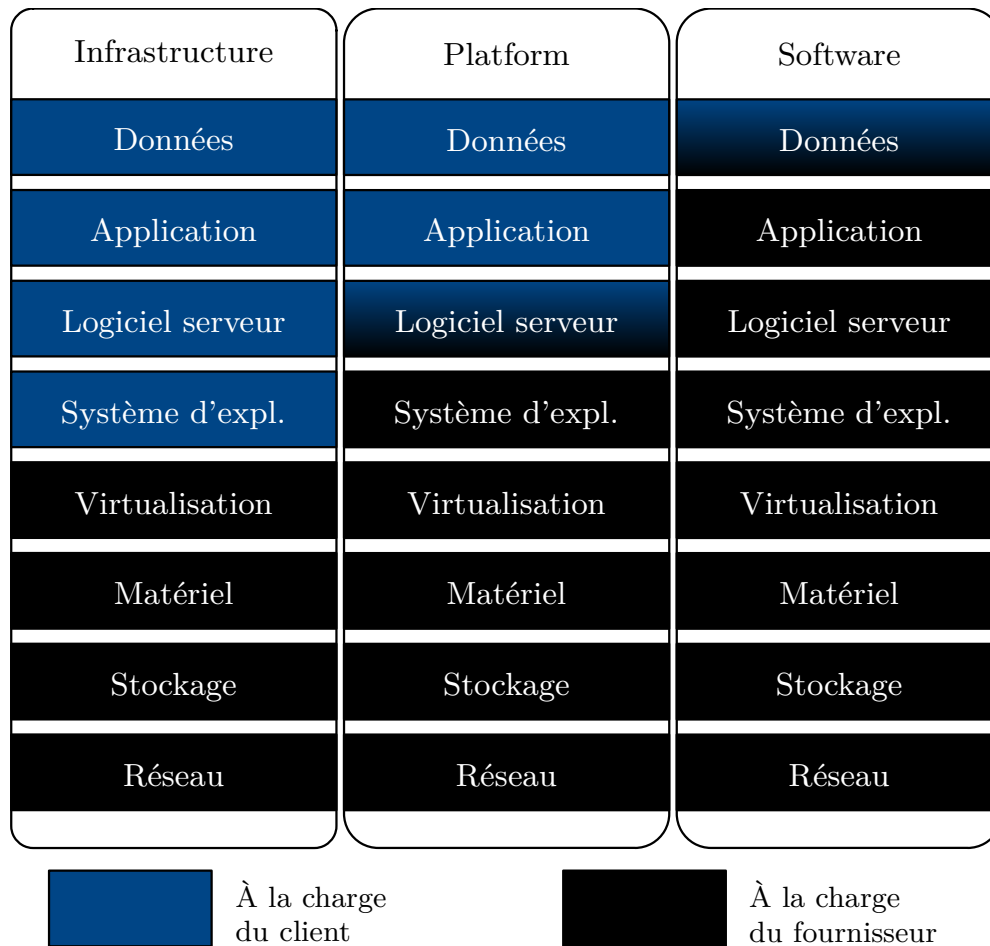 Infrastructure
Platform
Software
Données
Données
Données
Application
Application
Application
Logiciel serveur
Logiciel serveur
Logiciel serveur
Système d'expl.
Système d'expl.
Système d'expl.
Virtualisation
Virtualisation
Virtualisation
Matériel
Matériel
Matériel
Stockage
Stockage
Stockage
Réseau
Réseau
Réseau
À la charge
du client
À la charge
du fournisseur